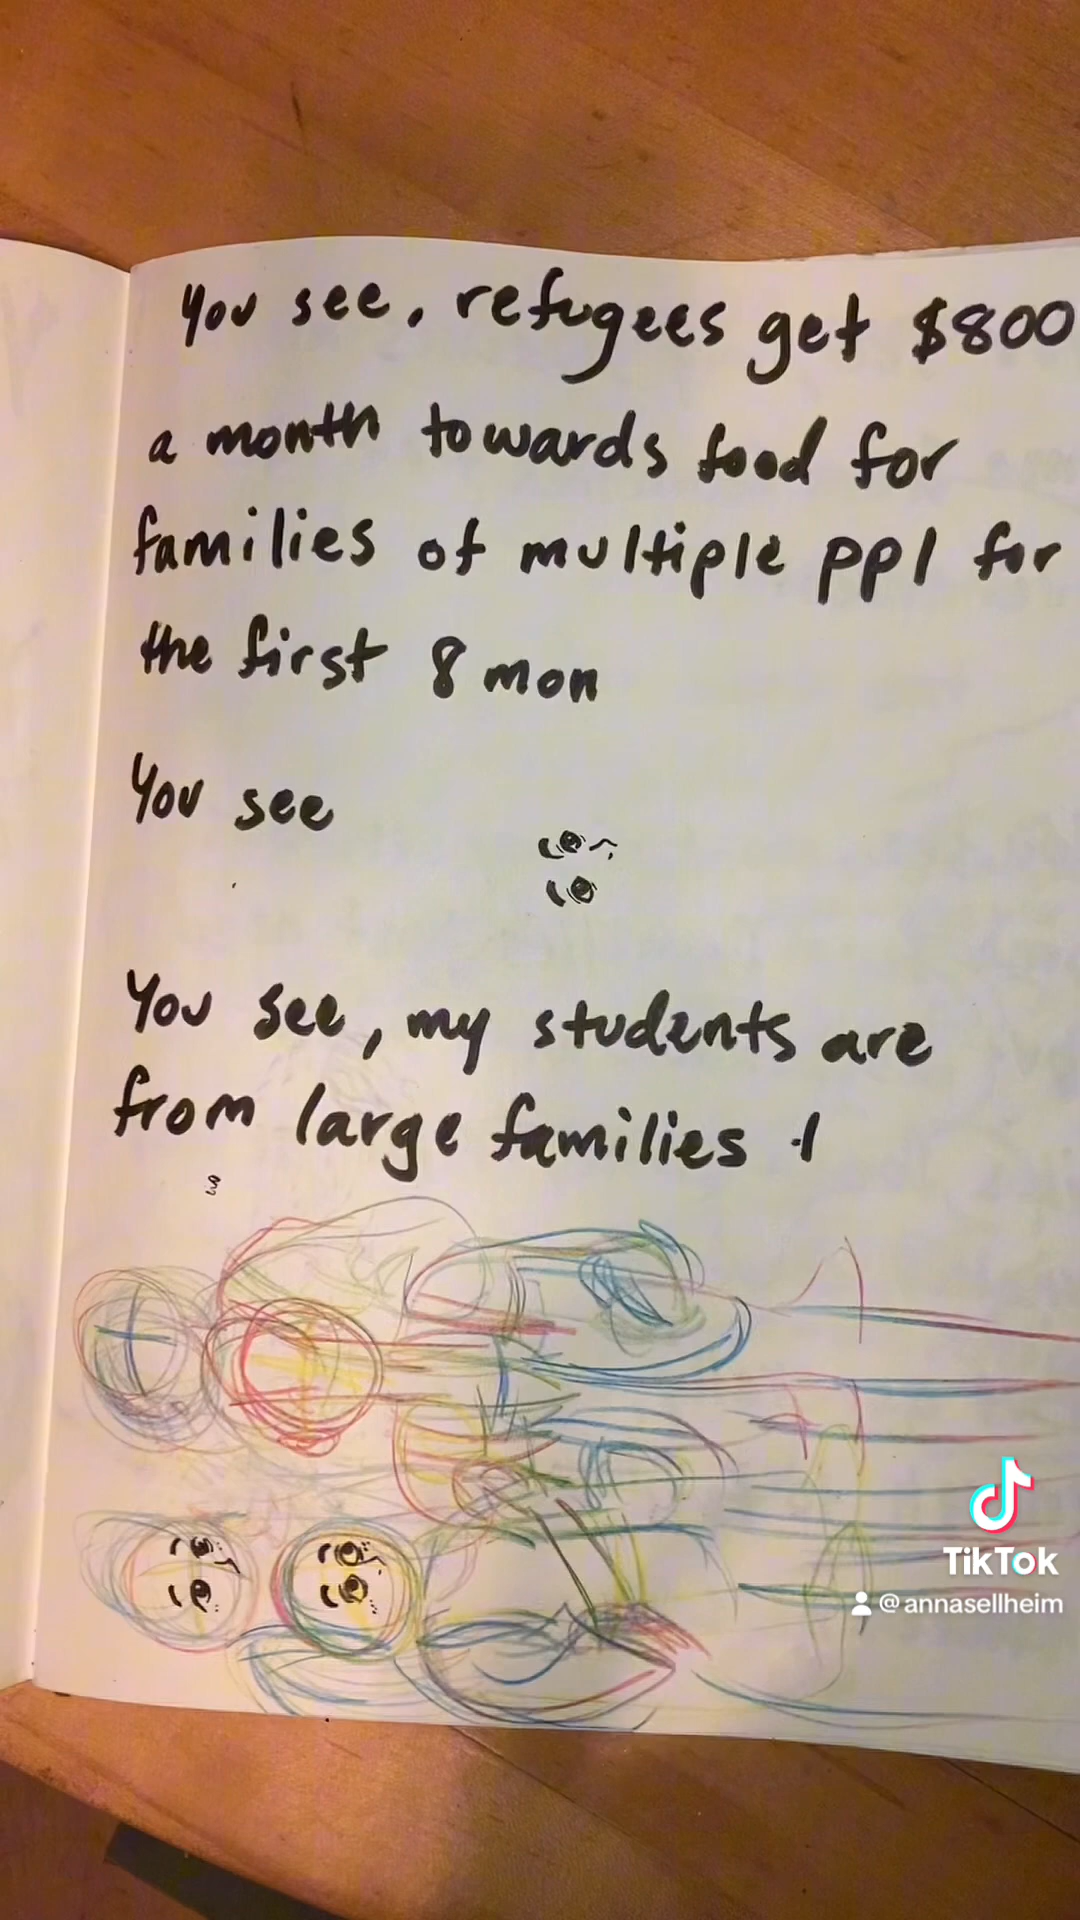 You see, refugees get $800
a month towards food for
families of multiple ppl for
the first 8 mon
You see
You see, my students are
from large families
TikTok
@annasellheim